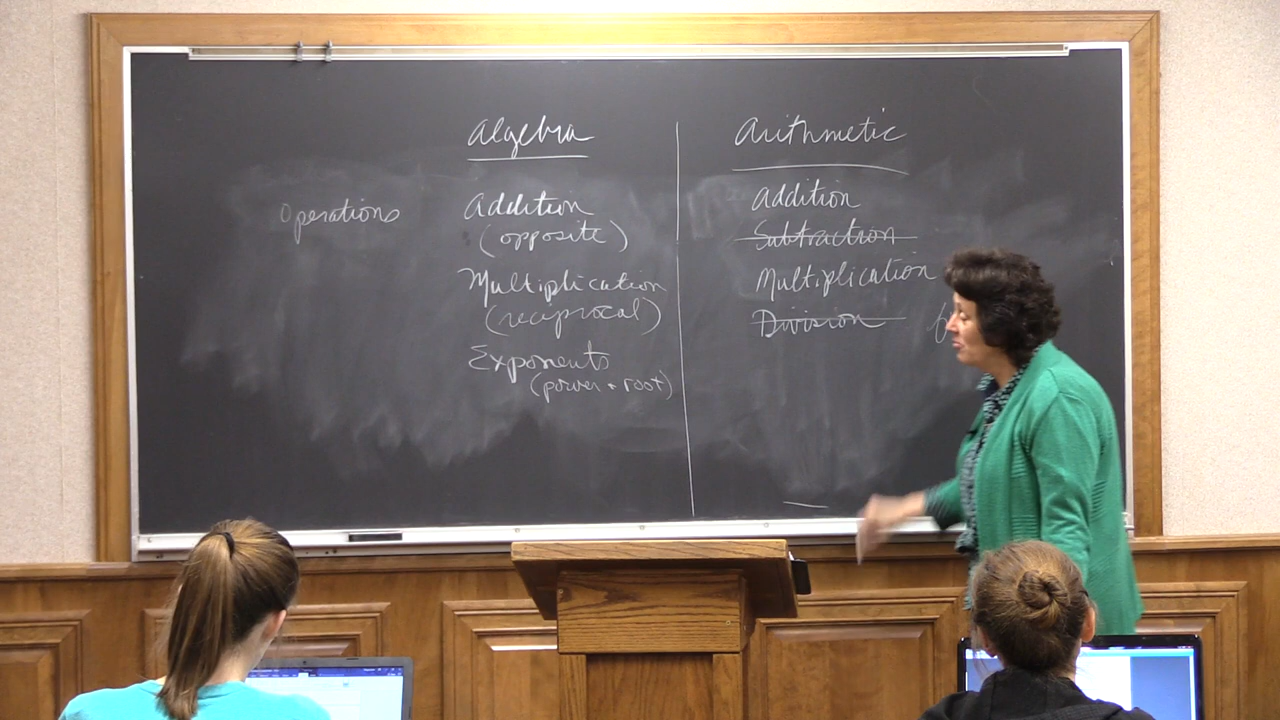 Algebra
Arithmetic
Operations
Addition
(opposite)
Multiplication
(reciprocal)
Exponents
(power + root)
Addition
Subtraction
Multiplication
Division